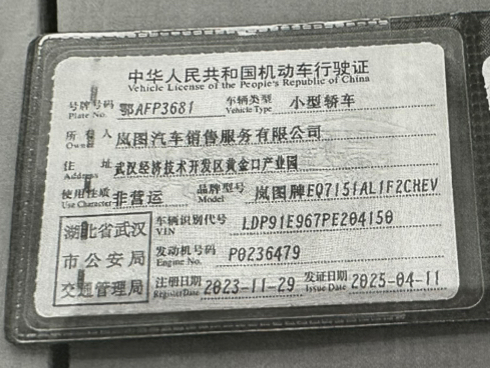 中华人民共和国机动车行驶证
Vehicle License of the People's Republic of China
号牌号码 鄂AFP3681 车辆类型 小型轿车
Plate No. Vehicle Type
所有人 岚图汽车销售服务有限公司
Owner
住址 武汉经济技术开发区黄金口产业园
Address
使用性质 非营运 品牌型号 岚图牌EQ7151AL1F2CHEV
Use Character Model
湖北省武汉
市公安局
交通管理局
车辆识别代号 LDP91E967PE204150
VIN
发动机号码 P0236479
Engine No.
注册日期 2023-11-29 发证日期 2025-04-11
Register Date Issue Date